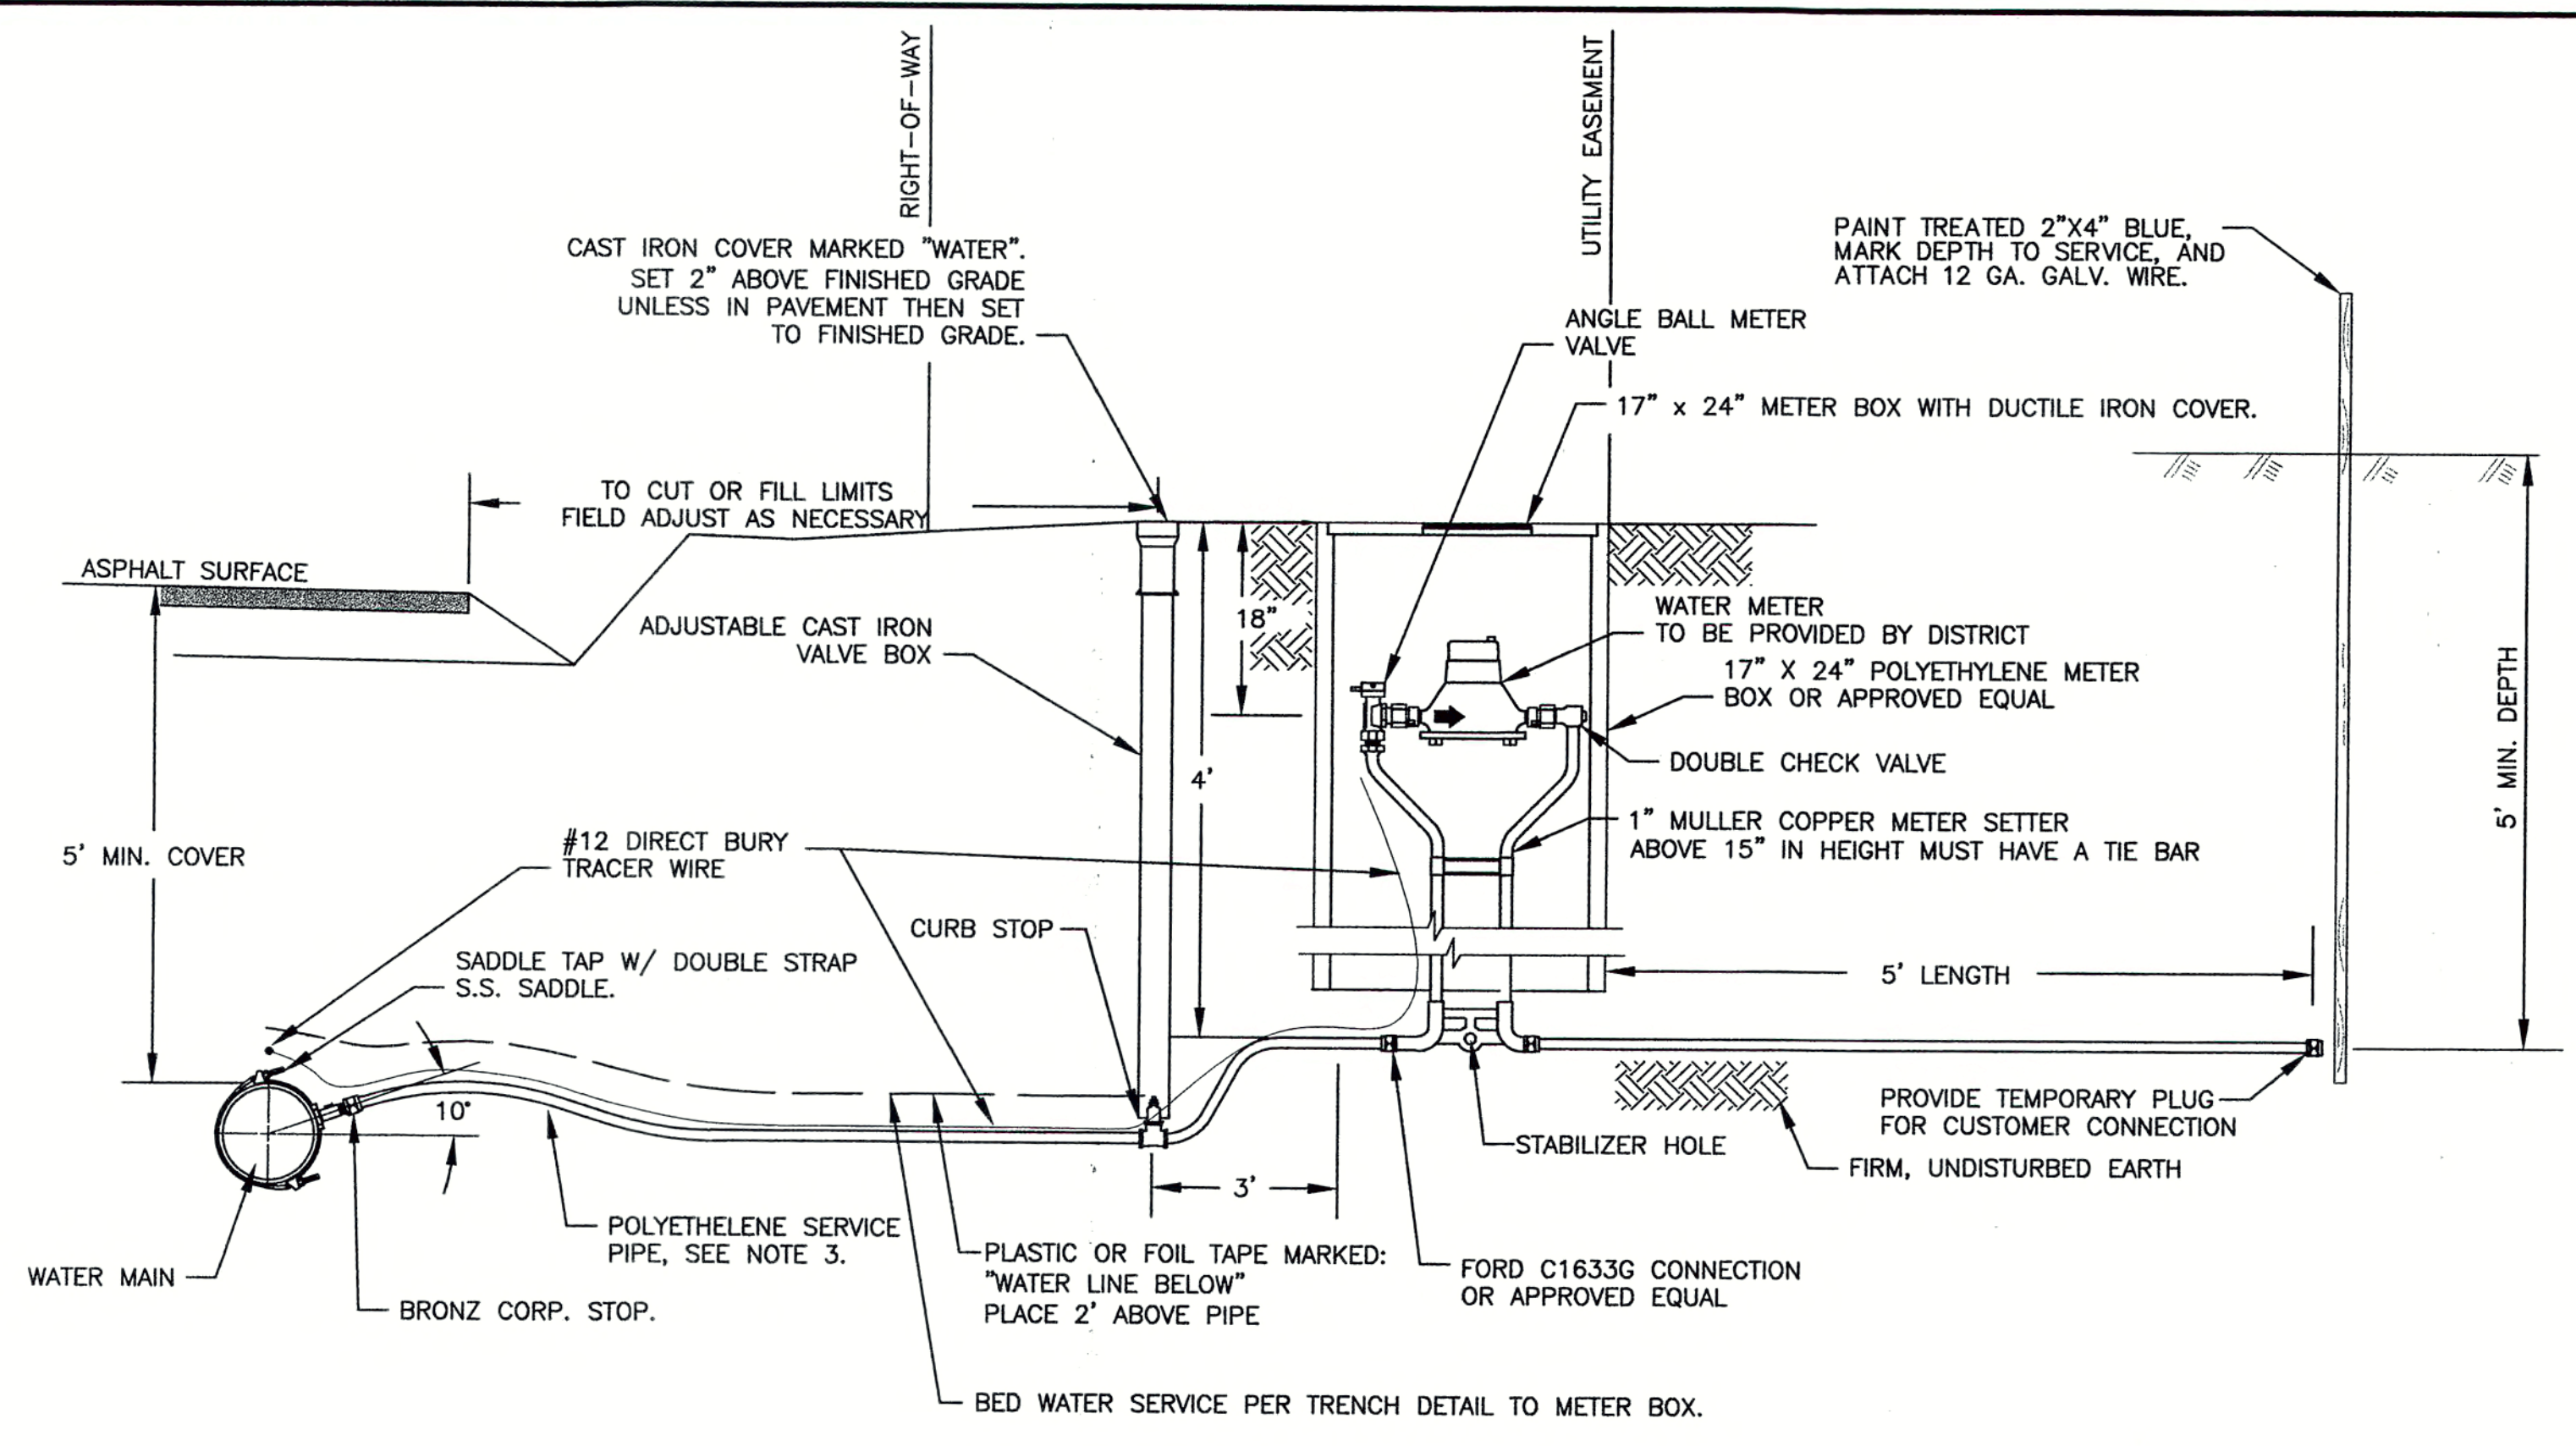 RIGHT-OF-WAY
UTILITY EASEMENT
CAST IRON COVER MARKED "WATER".
SET 2" ABOVE FINISHED GRADE
UNLESS IN PAVEMENT THEN SET
TO FINISHED GRADE.
PAINT TREATED 2"X4" BLUE,
MARK DEPTH TO SERVICE, AND
ATTACH 12 GA. GALV. WIRE.
ANGLE BALL METER
VALVE
17" x 24" METER BOX WITH DUCTILE IRON COVER.
TO CUT OR FILL LIMITS
FIELD ADJUST AS NECESSARY
ASPHALT SURFACE
ADJUSTABLE CAST IRON
VALVE BOX
18"
WATER METER
TO BE PROVIDED BY DISTRICT
17" X 24" POLYETHYLENE METER
BOX OR APPROVED EQUAL
5' MIN. DEPTH
DOUBLE CHECK VALVE
4'
1" MULLER COPPER METER SETTER
ABOVE 15" IN HEIGHT MUST HAVE A TIE BAR
5' MIN. COVER
#12 DIRECT BURY
TRACER WIRE
CURB STOP
SADDLE TAP W/ DOUBLE STRAP
S.S. SADDLE.
5' LENGTH
10°
PROVIDE TEMPORARY PLUG
FOR CUSTOMER CONNECTION
STABILIZER HOLE
FIRM, UNDISTURBED EARTH
3'
POLYETHELENE SERVICE
PIPE, SEE NOTE 3.
PLASTIC OR FOIL TAPE MARKED:
"WATER LINE BELOW"
PLACE 2' ABOVE PIPE
FORD C1633G CONNECTION
OR APPROVED EQUAL
WATER MAIN
BRONZ CORP. STOP.
BED WATER SERVICE PER TRENCH DETAIL TO METER BOX.